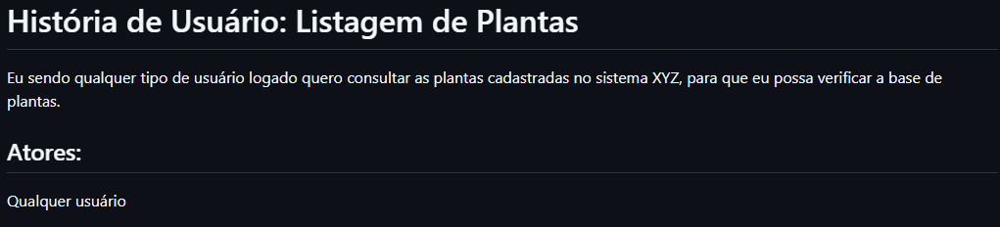 História de Usuário: Listagem de Plantas
Eu sendo qualquer tipo de usuário logado quero consultar as plantas cadastradas no sistema XYZ, para que eu possa verificar a base de
plantas.
Atores:
Qualquer usuário